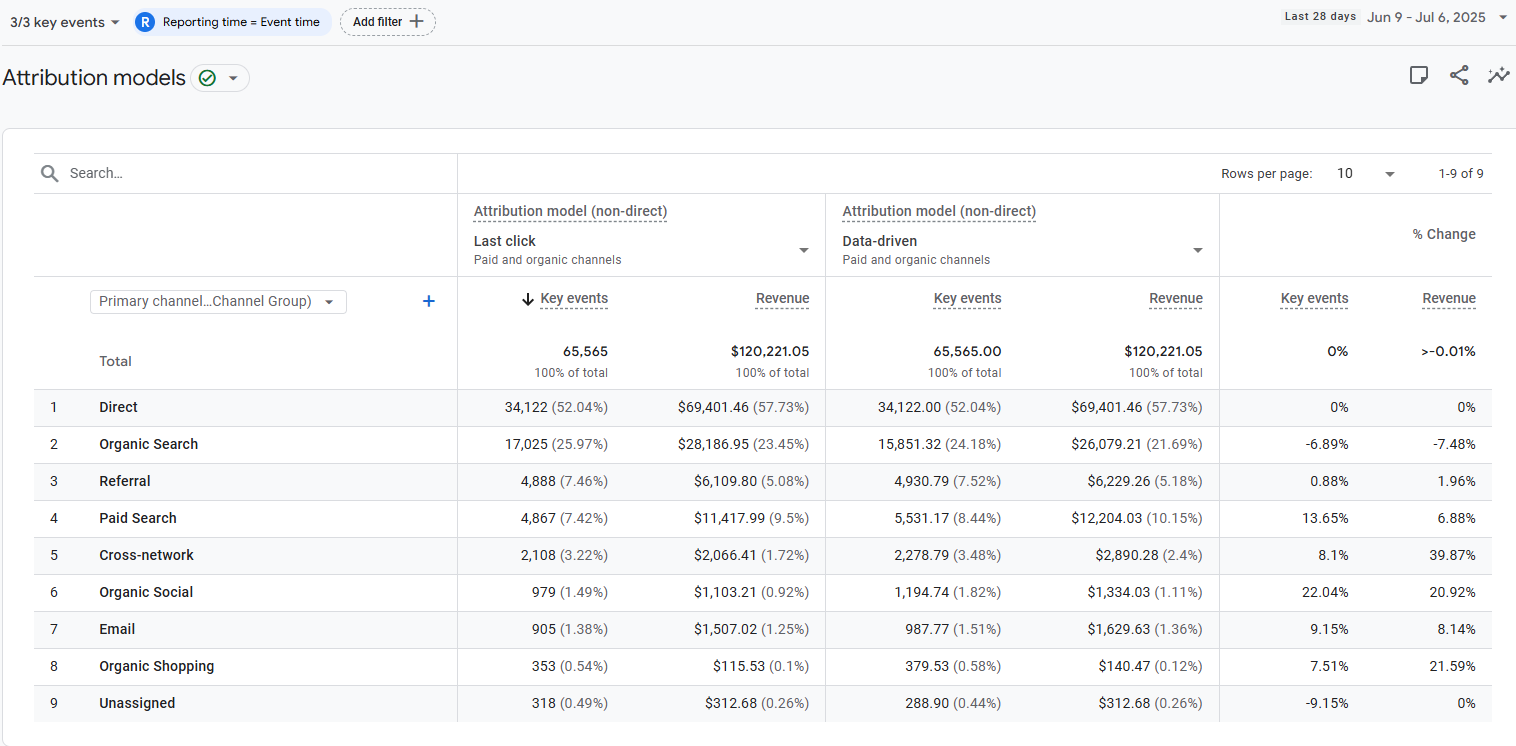 3/3 key events R Reporting time = Event time Add filter + Last 28 days Jun 9 - Jul 6, 2025
Attribution models
Search... Rows per page: 10 1-9 of 9
Attribution model (non-direct) Attribution model (non-direct)
Last click Data-driven % Change
Paid and organic channels Paid and organic channels
Primary channel...Channel Group) + Key events Revenue Key events Revenue Key events Revenue
Total 65,565 $120,221.05 65,565.00 $120,221.05 0% >-0.01%
100% of total 100% of total 100% of total 100% of total
1 Direct 34,122 (52.04%) $69,401.46 (57.73%) 34,122.00 (52.04%) $69,401.46 (57.73%) 0% 0%
2 Organic Search 17,025 (25.97%) $28,186.95 (23.45%) 15,851.32 (24.18%) $26,079.21 (21.69%) -6.89% -7.48%
3 Referral 4,888 (7.46%) $6,109.80 (5.08%) 4,930.79 (7.52%) $6,229.26 (5.18%) 0.88% 1.96%
4 Paid Search 4,867 (7.42%) $11,417.99 (9.5%) 5,531.17 (8.44%) $12,204.03 (10.15%) 13.65% 6.88%
5 Cross-network 2,108 (3.22%) $2,066.41 (1.72%) 2,278.79 (3.48%) $2,890.28 (2.4%) 8.1% 39.87%
6 Organic Social 979 (1.49%) $1,103.21 (0.92%) 1,194.74 (1.82%) $1,334.03 (1.11%) 22.04% 20.92%
7 Email 905 (1.38%) $1,507.02 (1.25%) 987.77 (1.51%) $1,629.63 (1.36%) 9.15% 8.14%
8 Organic Shopping 353 (0.54%) $115.53 (0.1%) 379.53 (0.58%) $140.47 (0.12%) 7.51% 21.59%
9 Unassigned 318 (0.49%) $312.68 (0.26%) 288.90 (0.44%) $312.68 (0.26%) -9.15% 0%